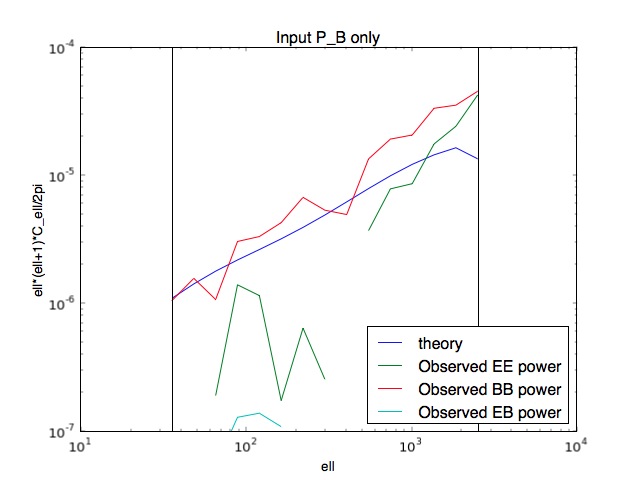 Input P_B only
10^-4
10^-5
10^-6
10^-7
ell*(ell+1)*C_ell/2pi
theory
Observed EE power
Observed BB power
Observed EB power
10^1
10^2
10^3
10^4
ell